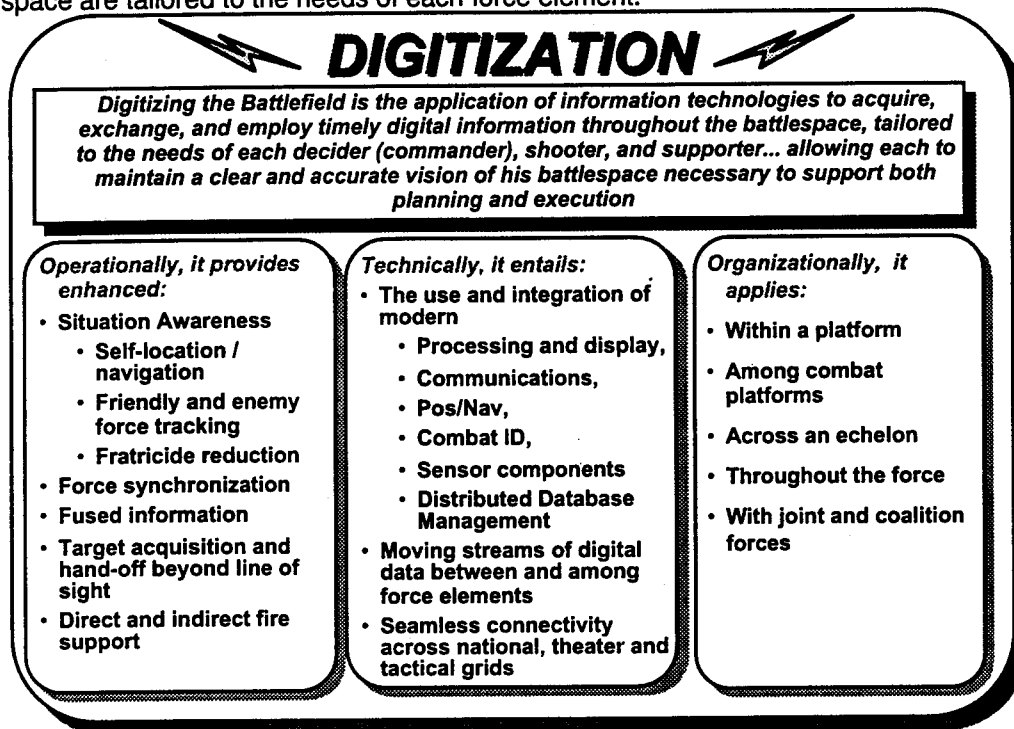 space are tailored to the needs of each force element.
DIGITIZATION
Digitizing the Battlefield is the application of information technologies to acquire,
exchange, and employ timely digital information throughout the battlespace, tailored
to the needs of each decider (commander), shooter, and supporter... allowing each to
maintain a clear and accurate vision of his battlespace necessary to support both
planning and execution
Operationally, it provides
enhanced:
• Situation Awareness
• Self-location /
navigation
• Friendly and enemy
force tracking
• Fratricide reduction
• Force synchronization
• Fused information
• Target acquisition and
hand-off beyond line of
sight
• Direct and indirect fire
support
Technically, it entails:
• The use and integration of
modern
• Processing and display,
• Communications,
• Pos/Nav,
• Combat ID,
• Sensor components
• Distributed Database
Management
• Moving streams of digital
data between and among
force elements
• Seamless connectivity
across national, theater and
tactical grids
Organizationally, it
applies:
• Within a platform
• Among combat
platforms
• Across an echelon
• Throughout the force
• With joint and coalition
forces